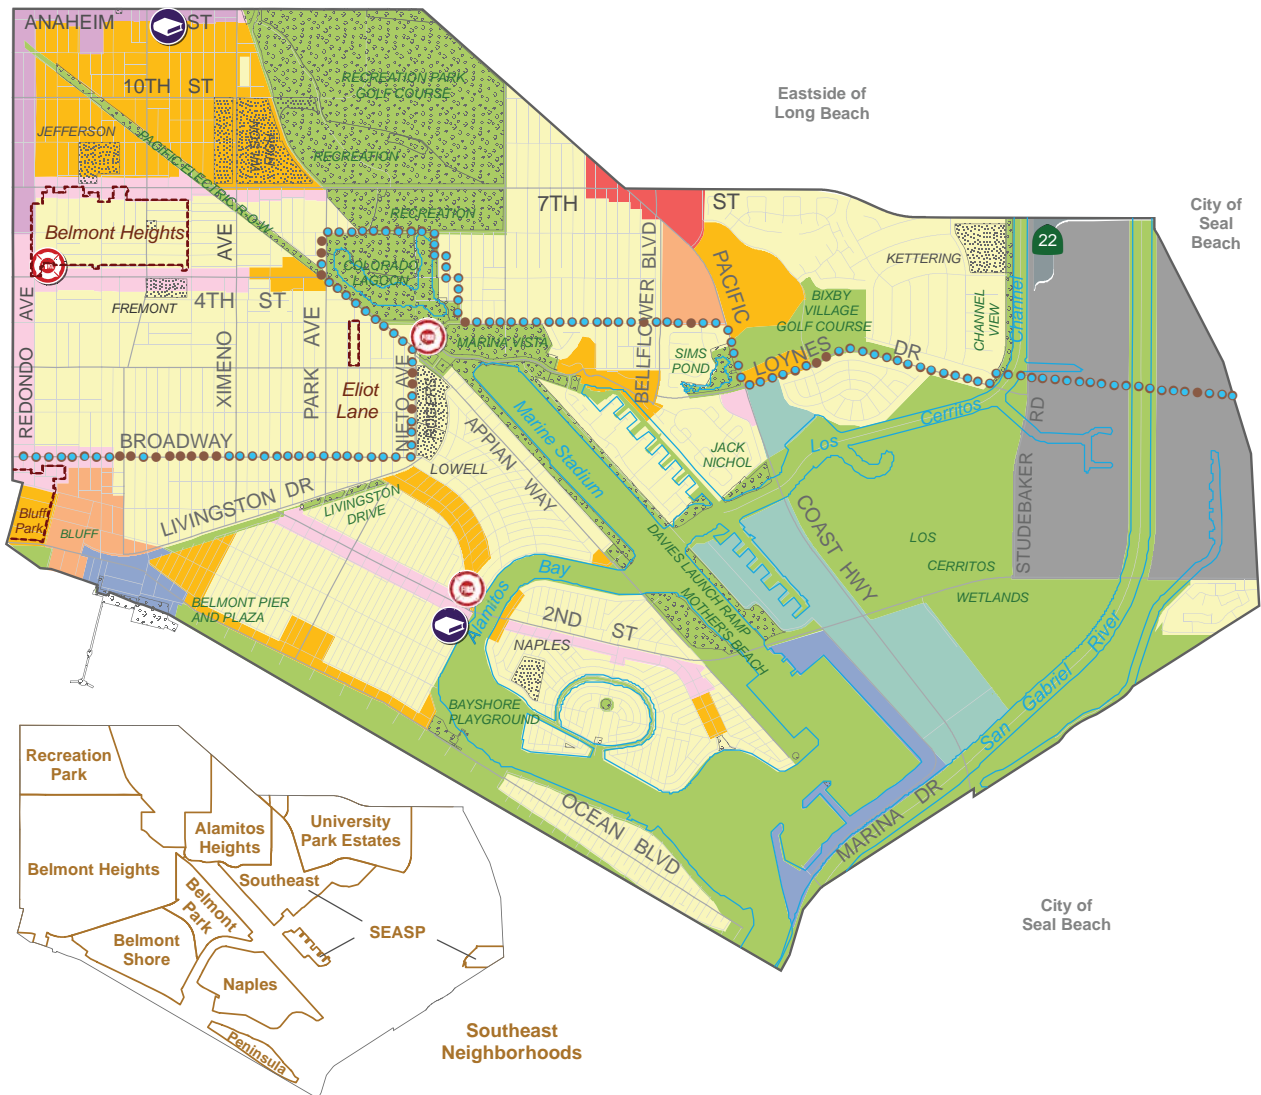 ANAHEIM ST
RECREATION PARK
GOLF COURSE
10TH ST
Eastside of
Long Beach
JEFFERSON
WILSON
HIGH
PACIFIC ELECTRIC R-O-W
RECREATION
7TH ST
RECREATION
City of
Seal
Beach
Belmont Heights
AVE
22
KETTERING
COLORADO
LAGOON
BELLFLOWER BLVD
PACIFIC
COAST HWY
FREMONT
4TH ST
BIXBY
VILLAGE
GOLF COURSE
CHANNEL
VIEW
Channel
REDONDO AVE
XIMENO
PARK AVE
NIETO AVE
ROGERS
MARINA VISTA
SIMS
POND
LOYNES DR
Eliot
Lane
Marine Stadium
APPIAN
WAY
Los
Cerritos
RD
STUDEBAKER
BROADWAY
LOWELL
JACK
NICHOL
LIVINGSTON DR
LIVINGSTON
DRIVE
Bluff
Park
BLUFF
LOS
CERRITOS
WETLANDS
DAVIES LAUNCH RAMP
MOTHER'S BEACH
Alamitos
Bay
BELMONT PIER
AND PLAZA
2ND ST
NAPLES
San Gabriel River
BAYSHORE
PLAYGROUND
OCEAN BLVD
MARINA DR
City of
Seal Beach
Recreation
Park
Alamitos
Heights
University
Park Estates
Belmont Heights
Southeast
Belmont
Park
SEASP
Belmont
Shore
Naples
Peninsula
Southeast
Neighborhoods